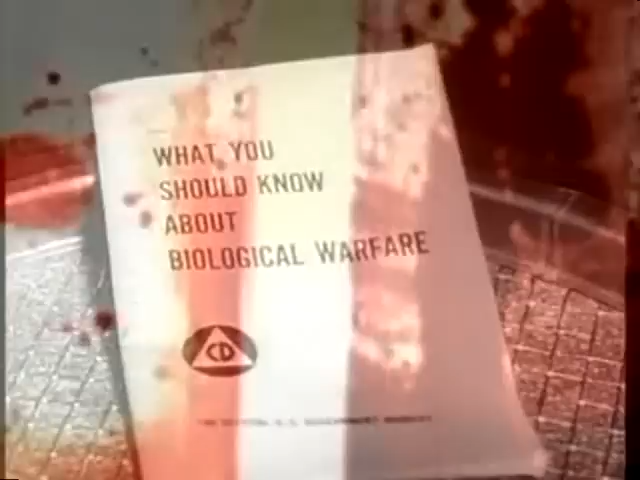 WHAT YOU
SHOULD KNOW
ABOUT
BIOLOGICAL WARFARE
CD